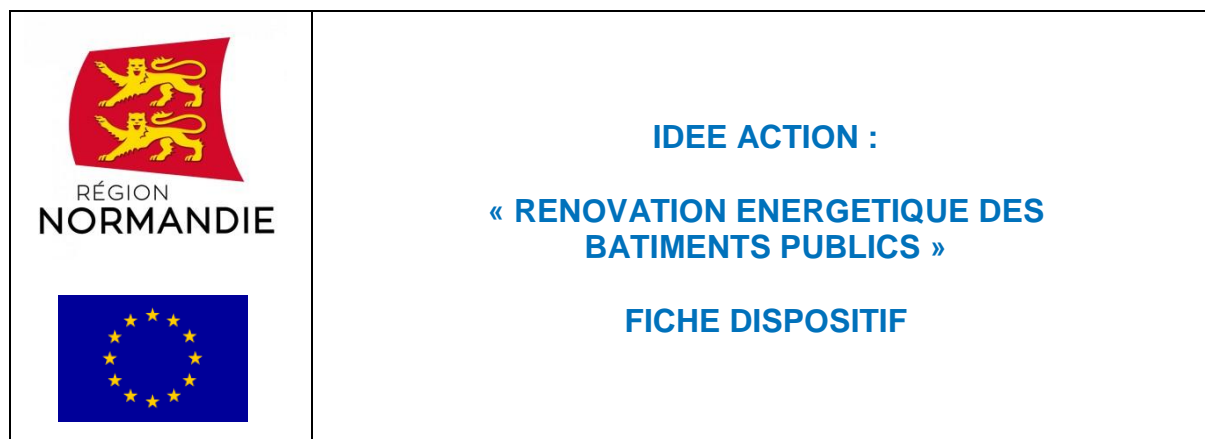 RÉGION
NORMANDIE
IDEE ACTION :
« RENOVATION ENERGETIQUE DES
BATIMENTS PUBLICS »
FICHE DISPOSITIF